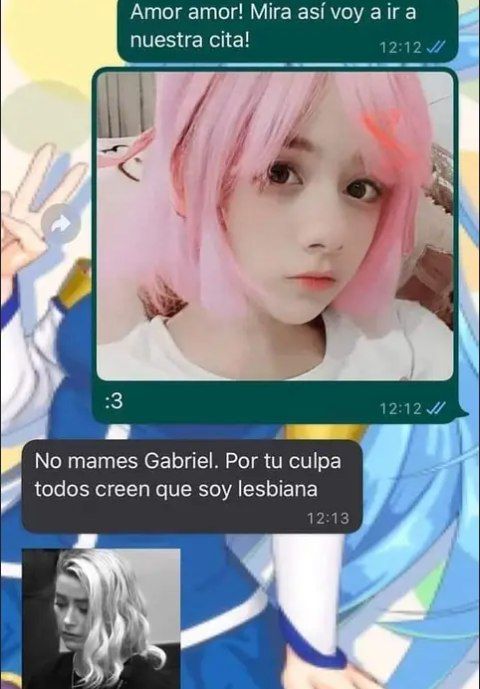 Amor amor! Mira así voy a ir a
nuestra cita!
12:12
:3
12:12
No mames Gabriel. Por tu culpa
todos creen que soy lesbiana
12:13